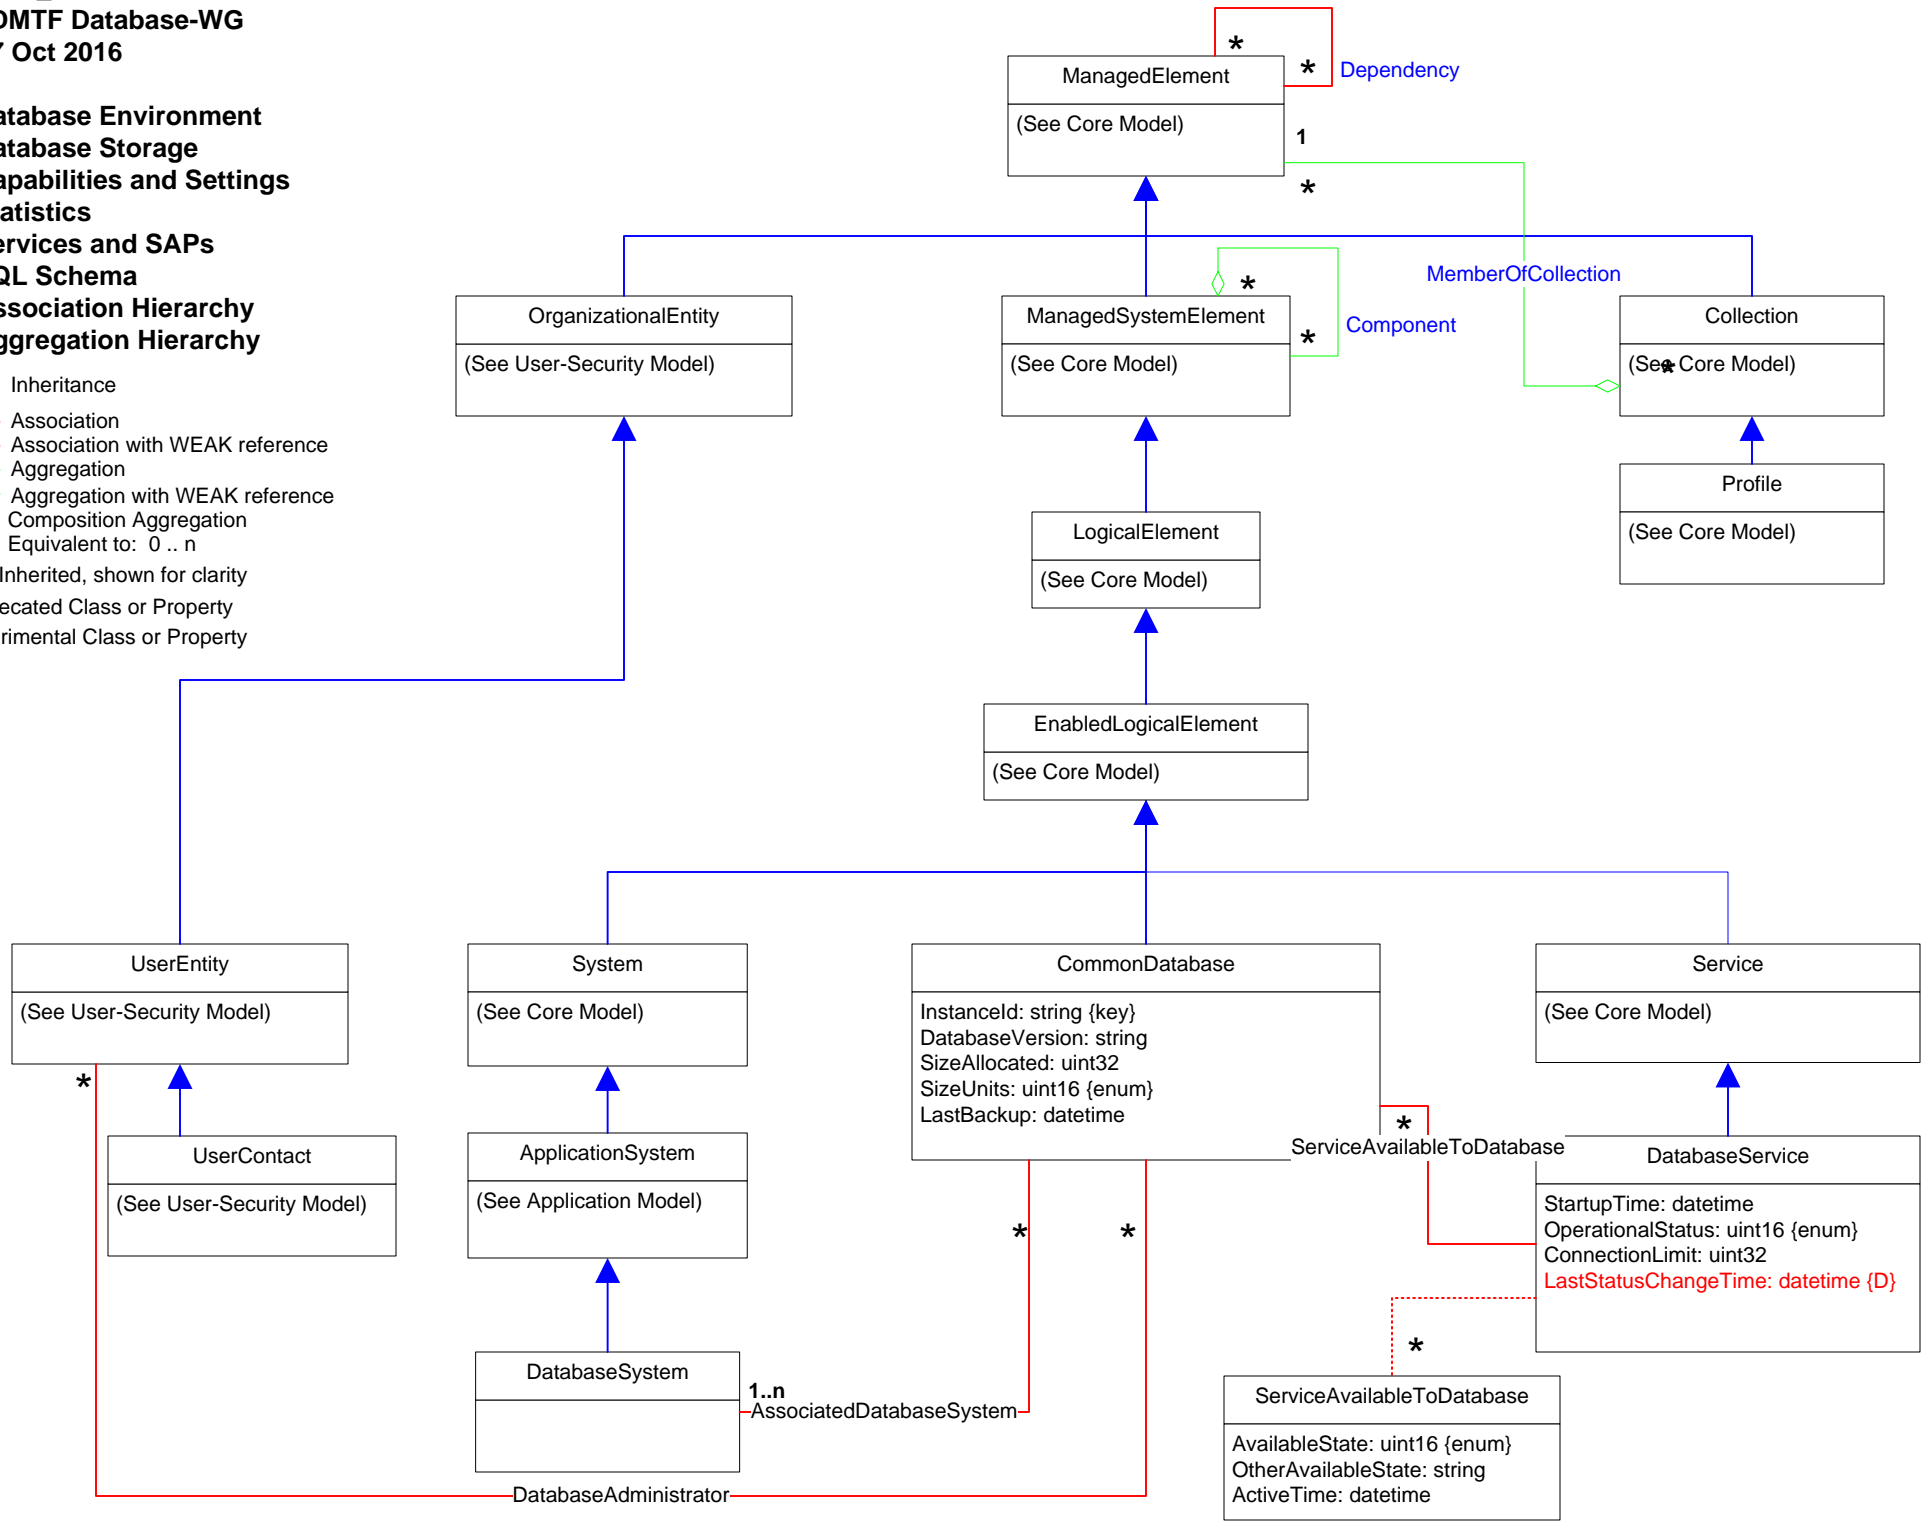 OMTF Database-WG
7 Oct 2016
atabase Environment
atabase Storage
apabilities and Settings
tatistics
ervices and SAPs
QL Schema
ssociation Hierarchy
ggregation Hierarchy
Inheritance
Association
Association with WEAK reference
Aggregation
Aggregation with WEAK reference
Composition Aggregation
Equivalent to: 0 .. n
Inherited, shown for clarity
ecated Class or Property
rimental Class or Property
*
ManagedElement
*
Dependency
(See Core Model)
1
*
MemberOfCollection
OrganizationalEntity
(See User-Security Model)
ManagedSystemElement
*
(See Core Model)
*
Component
Collection
(See Core Model)
*
Profile
(See Core Model)
LogicalElement
(See Core Model)
EnabledLogicalElement
(See Core Model)
UserEntity
(See User-Security Model)
*
System
(See Core Model)
CommonDatabase
InstanceId: string {key}
DatabaseVersion: string
SizeAllocated: uint32
SizeUnits: uint16 {enum}
LastBackup: datetime
Service
(See Core Model)
*
ServiceAvailableToDatabase
UserContact
(See User-Security Model)
ApplicationSystem
(See Application Model)
*
*
DatabaseService
StartupTime: datetime
OperationalStatus: uint16 {enum}
ConnectionLimit: uint32
LastStatusChangeTime: datetime {D}
*
DatabaseSystem
1..n
AssociatedDatabaseSystem
ServiceAvailableToDatabase
AvailableState: uint16 {enum}
OtherAvailableState: string
ActiveTime: datetime
DatabaseAdministrator